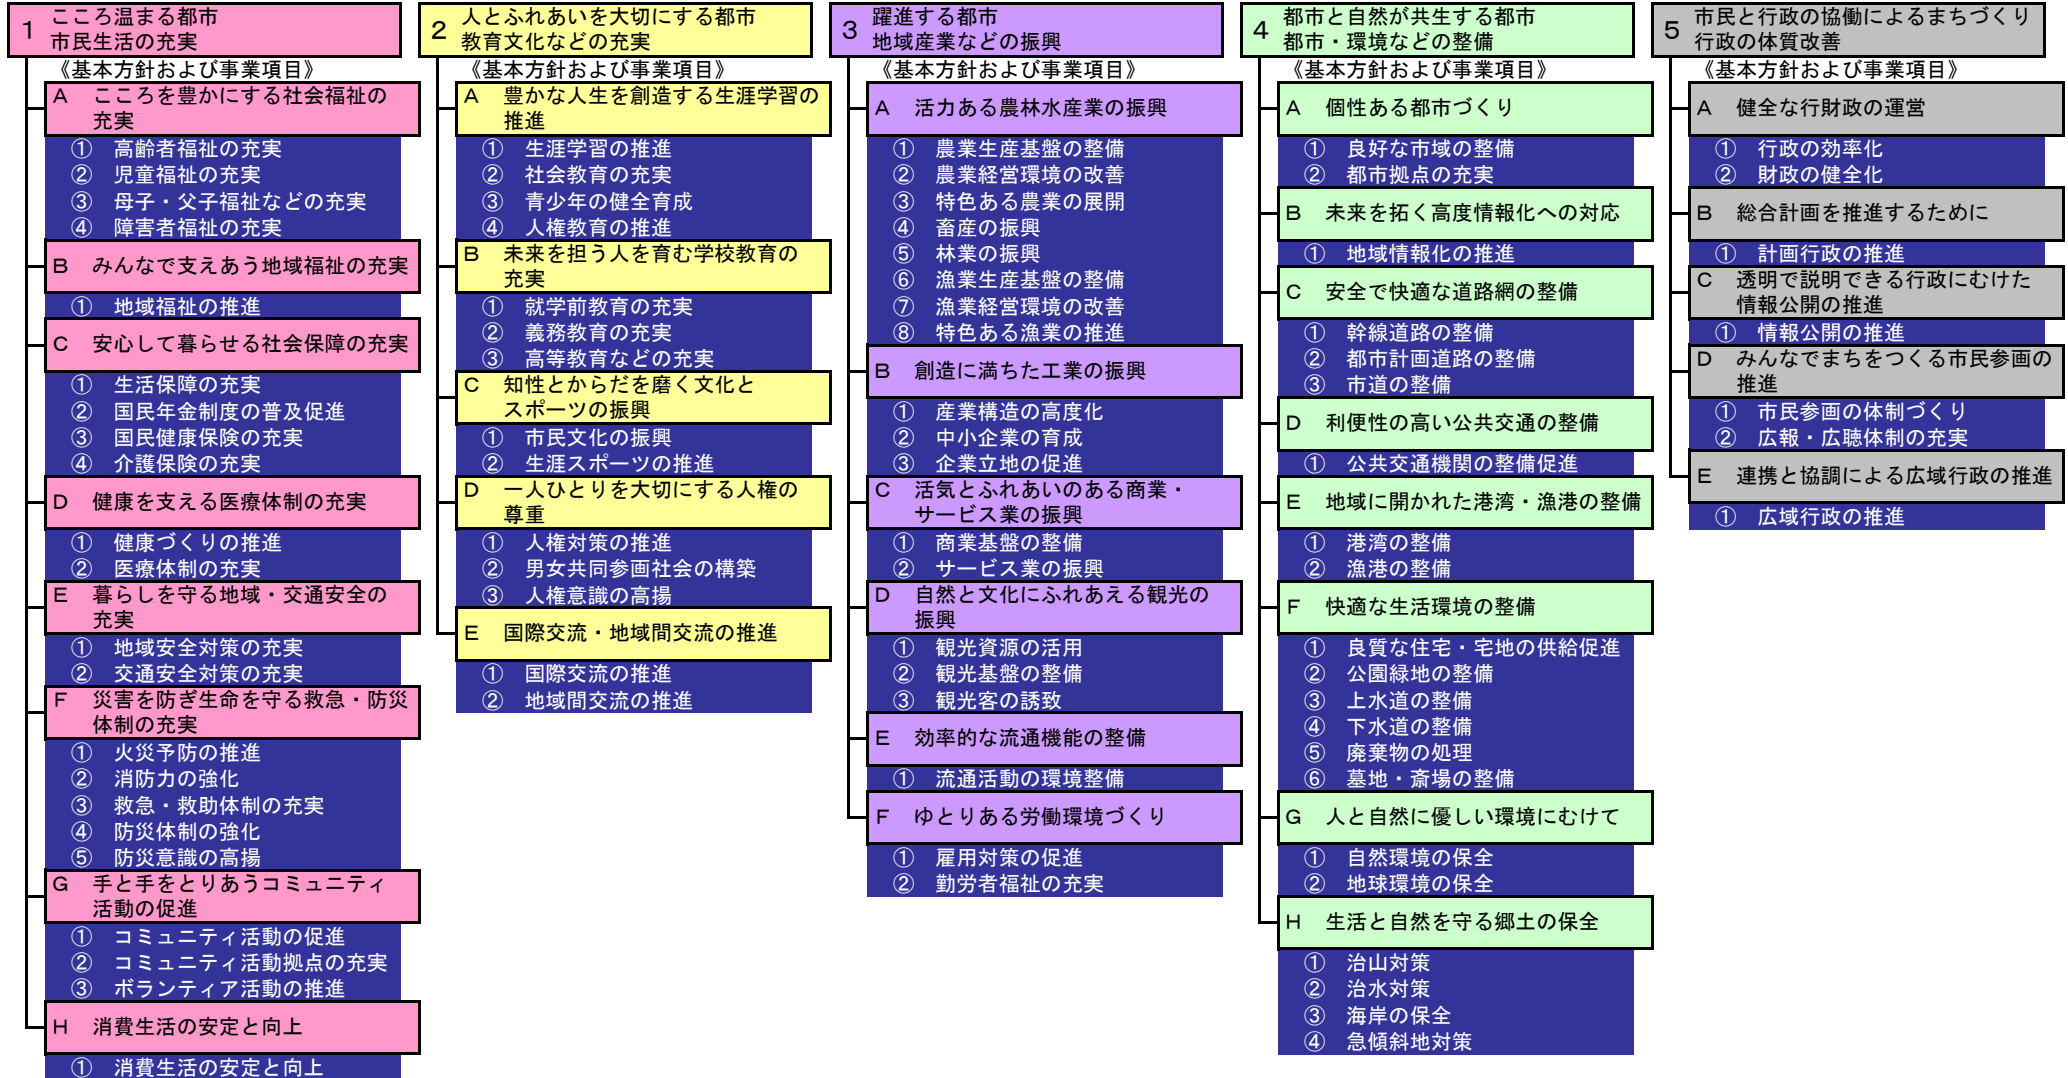 1 こころ温まる都市
市民生活の充実
《基本方針および事業項目》
A こころを豊かにする社会福祉の
充実
① 高齢者福祉の充実
② 児童福祉の充実
③ 母子・父子福祉などの充実
④ 障害者福祉の充実
B みんなで支えあう地域福祉の充実
① 地域福祉の推進
C 安心して暮らせる社会保障の充実
① 生活保障の充実
② 国民年金制度の普及促進
③ 国民健康保険の充実
④ 介護保険の充実
D 健康を支える医療体制の充実
① 健康づくりの推進
② 医療体制の充実
E 暮らしを守る地域・交通安全の
充実
① 地域安全対策の充実
② 交通安全対策の充実
F 災害を防ぎ生命を守る救急・防災
体制の充実
① 火災予防の推進
② 消防力の強化
③ 救急・救助体制の充実
④ 防災体制の強化
⑤ 防災意識の高揚
G 手と手をとりあうコミュニティ
活動の促進
① コミュニティ活動の促進
② コミュニティ活動拠点の充実
③ ボランティア活動の推進
H 消費生活の安定と向上
① 消費生活の安定と向上
2 人とふれあいを大切にする都市
教育文化などの充実
《基本方針および事業項目》
A 豊かな人生を創造する生涯学習の
推進
① 生涯学習の推進
② 社会教育の充実
③ 青少年の健全育成
④ 人権教育の推進
B 未来を担う人を育む学校教育の
充実
① 就学前教育の充実
② 義務教育の充実
③ 高等教育などの充実
C 知性とからだを磨く文化と
スポーツの振興
① 市民文化の振興
② 生涯スポーツの推進
D 一人ひとりを大切にする人権の
尊重
① 人権対策の推進
② 男女共同参画社会の構築
③ 人権意識の高揚
E 国際交流・地域間交流の推進
① 国際交流の推進
② 地域間交流の推進
3 躍進する都市
地域産業などの振興
《基本方針および事業項目》
A 活力ある農林水産業の振興
① 農業生産基盤の整備
② 農業経営環境の改善
③ 特色ある農業の展開
④ 畜産の振興
⑤ 林業の振興
⑥ 漁業生産基盤の整備
⑦ 漁業経営環境の改善
⑧ 特色ある漁業の推進
B 創造に満ちた工業の振興
① 産業構造の高度化
② 中小企業の育成
③ 企業立地の促進
C 活気とふれあいのある商業・
サービス業の振興
① 商業基盤の整備
② サービス業の振興
D 自然と文化にふれあえる観光の
振興
① 観光資源の活用
② 観光基盤の整備
③ 観光客の誘致
E 効率的な流通機能の整備
① 流通活動の環境整備
F ゆとりある労働環境づくり
① 雇用対策の促進
② 勤労者福祉の充実
4 都市と自然が共生する都市
都市・環境などの整備
《基本方針および事業項目》
A 個性ある都市づくり
① 良好な市域の整備
② 都市拠点の充実
B 未来を拓く高度情報化への対応
① 地域情報化の推進
C 安全で快適な道路網の整備
① 幹線道路の整備
② 都市計画道路の整備
③ 市道の整備
D 利便性の高い公共交通の整備
① 公共交通機関の整備促進
E 地域に開かれた港湾・漁港の整備
① 港湾の整備
② 漁港の整備
F 快適な生活環境の整備
① 良質な住宅・宅地の供給促進
② 公園緑地の整備
③ 上水道の整備
④ 下水道の整備
⑤ 廃棄物の処理
⑥ 墓地・斎場の整備
G 人と自然に優しい環境にむけて
① 自然環境の保全
② 地球環境の保全
H 生活と自然を守る郷土の保全
① 治山対策
② 治水対策
③ 海岸の保全
④ 急傾斜地対策
5 市民と行政の協働によるまちづくり
行政の体質改善
《基本方針および事業項目》
A 健全な行財政の運営
① 行政の効率化
② 財政の健全化
B 総合計画を推進するために
① 計画行政の推進
C 透明で説明できる行政にむけた
情報公開の推進
① 情報公開の推進
D みんなでまちをつくる市民参画の
推進
① 市民参画の体制づくり
② 広報・広聴体制の充実
E 連携と協調による広域行政の推進
① 広域行政の推進